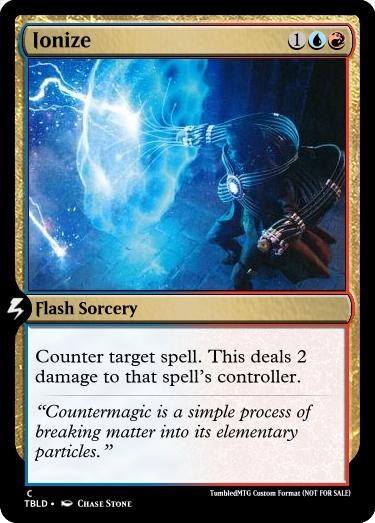 Ionize
1
Flash Sorcery
Counter target spell. This deals 2
damage to that spell's controller.
"Countermagic is a simple process of
breaking matter into its elementary
particles."
C
TBLD • Chase Stone
TumbledMTG Custom Format (NOT FOR SALE)